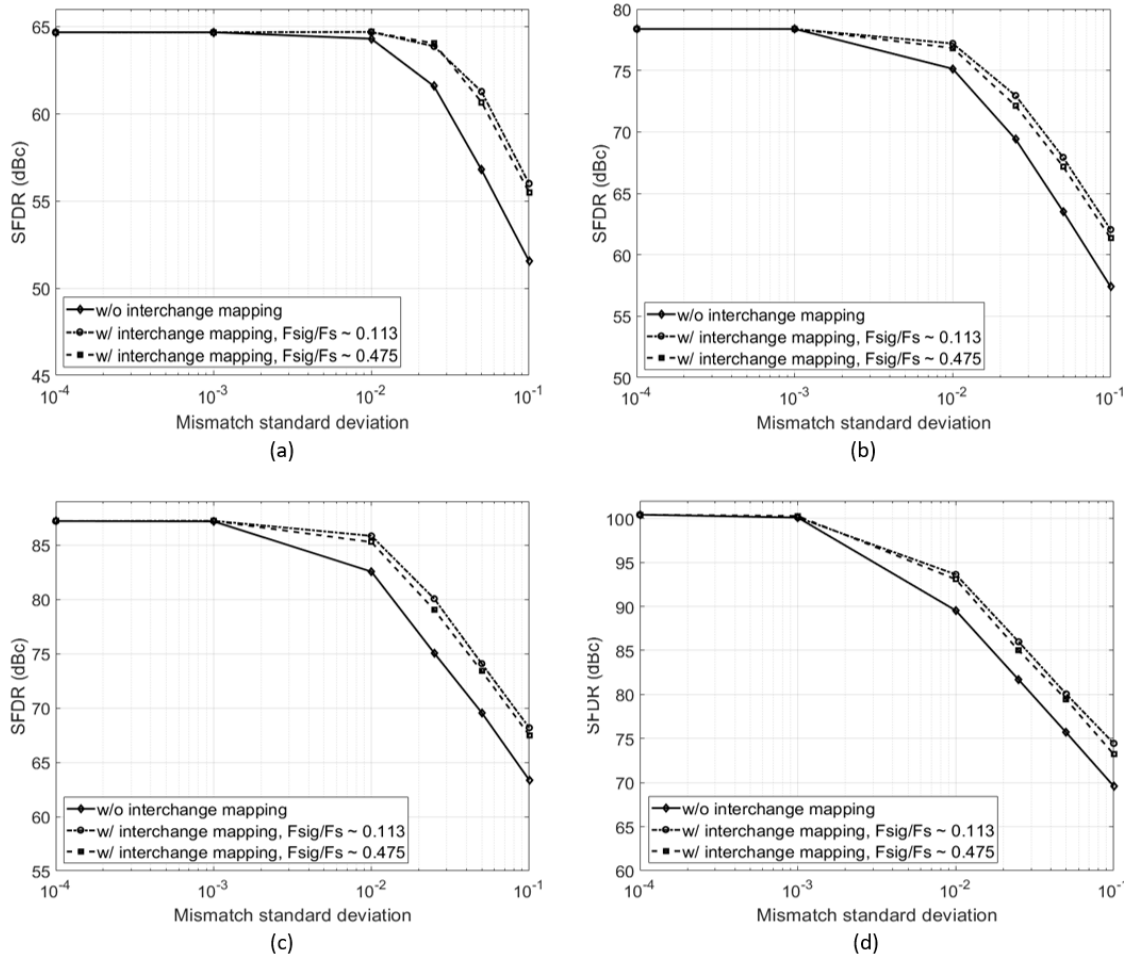 65
60
55
50
45
SFDR (dBc)
w/o interchange mapping
w/ interchange mapping, Fsig/Fs ~ 0.113
w/ interchange mapping, Fsig/Fs ~ 0.475
10-4 10-3 10-2 10-1
Mismatch standard deviation
(a)
80
75
70
65
60
55
50
SFDR (dBc)
w/o interchange mapping
w/ interchange mapping, Fsig/Fs ~ 0.113
w/ interchange mapping, Fsig/Fs ~ 0.475
10-4 10-3 10-2 10-1
Mismatch standard deviation
(b)
85
80
75
70
65
60
55
SFDR (dBc)
w/o interchange mapping
w/ interchange mapping, Fsig/Fs ~ 0.113
w/ interchange mapping, Fsig/Fs ~ 0.475
10-4 10-3 10-2 10-1
Mismatch standard deviation
(c)
100
95
90
85
80
75
70
65
60
SFDR (dBc)
w/o interchange mapping
w/ interchange mapping, Fsig/Fs ~ 0.113
w/ interchange mapping, Fsig/Fs ~ 0.475
10-4 10-3 10-2 10-1
Mismatch standard deviation
(d)